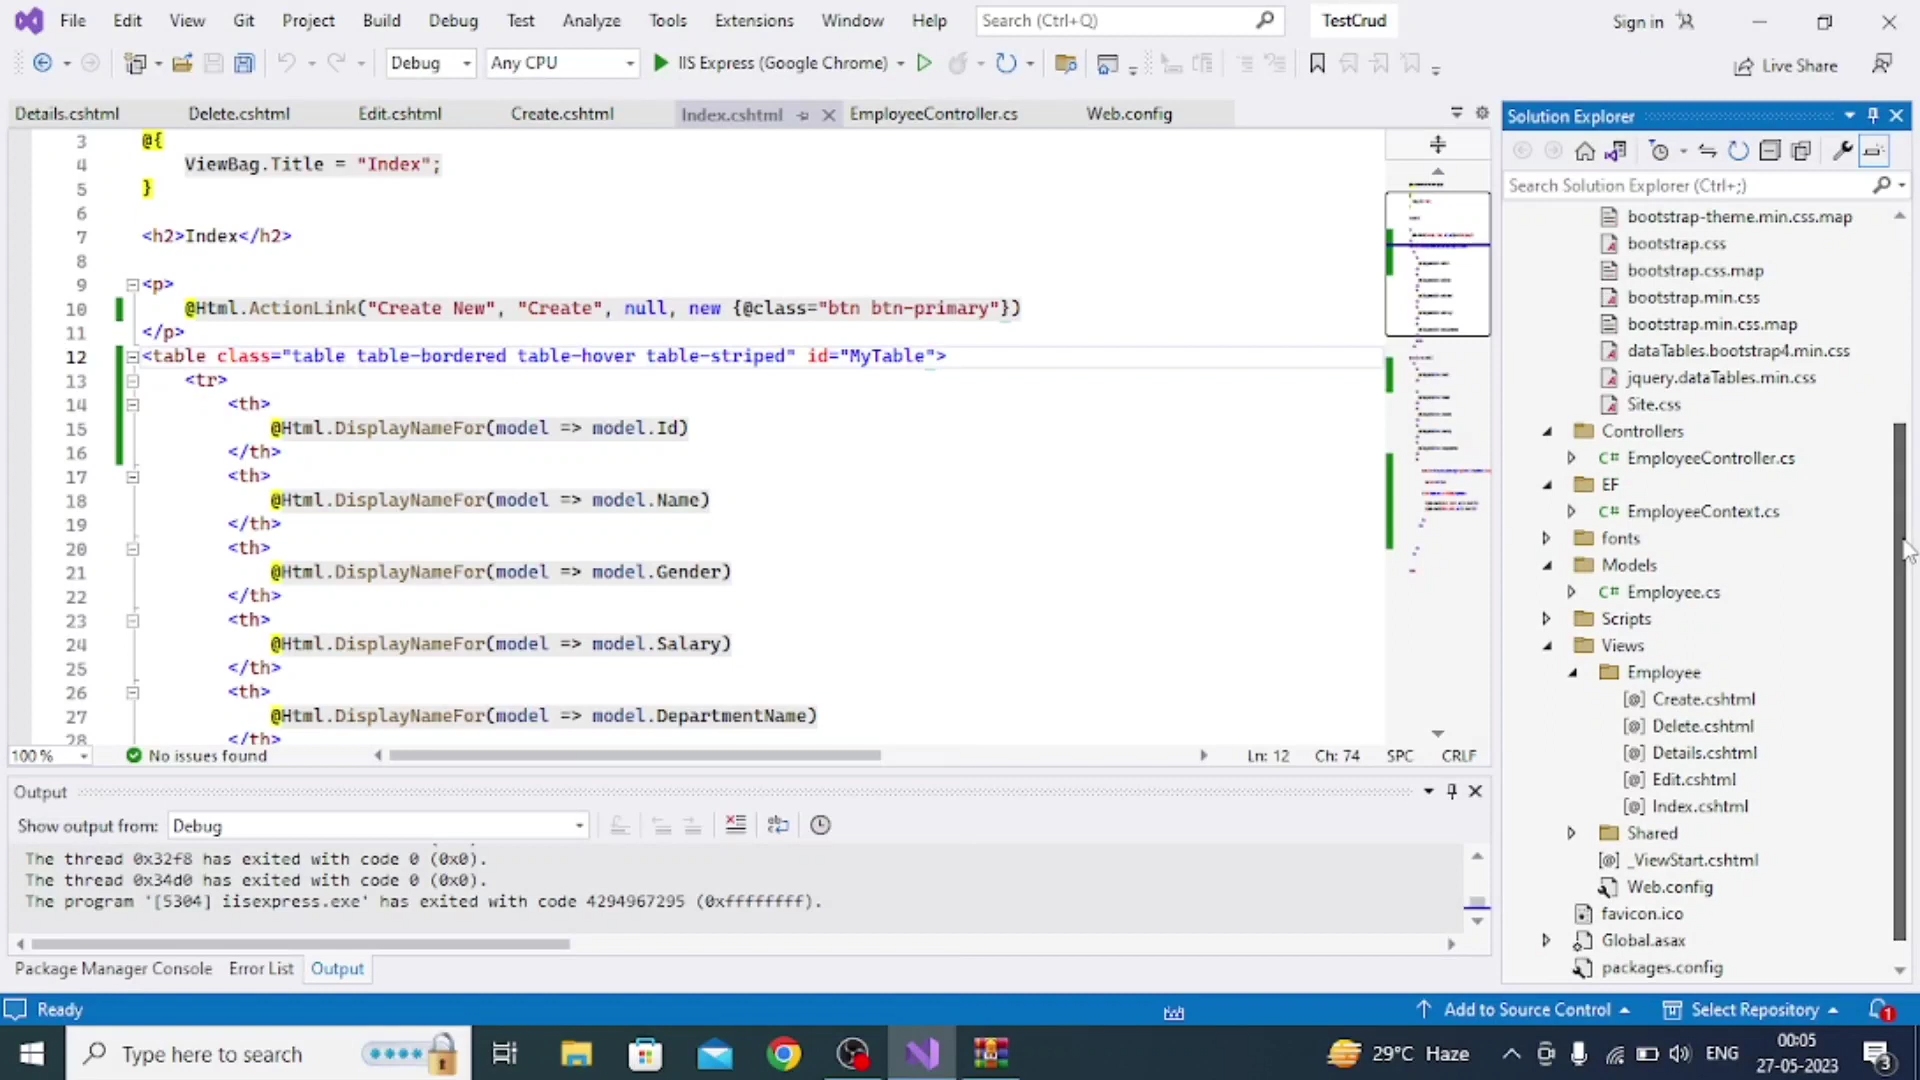 File Edit View Git Project Build Debug Test Analyze Tools Extensions Window Help Search (Ctrl+Q) TestCrud Sign in
Debug Any CPU IIS Express (Google Chrome) Live Share
Details.cshtml Delete.cshtml Edit.cshtml Create.cshtml Index.cshtml EmployeeController.cs Web.config
3 @{
4 ViewBag.Title = "Index";
5 }
6
7 <h2>Index</h2>
8
9 <p>
10 @Html.ActionLink("Create New", "Create", null, new {@class="btn btn-primary"})
11 </p>
12 <table class="table table-bordered table-hover table-striped" id="MyTable">
13 <tr>
14 <th>
15 @Html.DisplayNameFor(model => model.Id)
16 </th>
17 <th>
18 @Html.DisplayNameFor(model => model.Name)
19 </th>
20 <th>
21 @Html.DisplayNameFor(model => model.Gender)
22 </th>
23 <th>
24 @Html.DisplayNameFor(model => model.Salary)
25 </th>
26 <th>
27 @Html.DisplayNameFor(model => model.DepartmentName)
28 </th>
100 % No issues found Ln: 12 Ch: 74 SPC CRLF
Output
Show output from: Debug
The thread 0x32f8 has exited with code 0 (0x0).
The thread 0x34d0 has exited with code 0 (0x0).
The program '[5304] iisexpress.exe' has exited with code 4294967295 (0xffffffff).
Package Manager Console Error List Output
Solution Explorer
Search Solution Explorer (Ctrl+;)
bootstrap-theme.min.css.map
bootstrap.css
bootstrap.css.map
bootstrap.min.css
bootstrap.min.css.map
dataTables.bootstrap4.min.css
jquery.dataTables.min.css
Site.css
Controllers
C# EmployeeController.cs
EF
C# EmployeeContext.cs
fonts
Models
C# Employee.cs
Scripts
Views
Employee
[@] Create.cshtml
[@] Delete.cshtml
[@] Details.cshtml
[@] Edit.cshtml
[@] Index.cshtml
Shared
[@] _ViewStart.cshtml
Web.config
favicon.ico
Global.asax
packages.config
Ready Add to Source Control Select Repository 1
Type here to search 29°C Haze ENG 00:05
27-05-2023 3